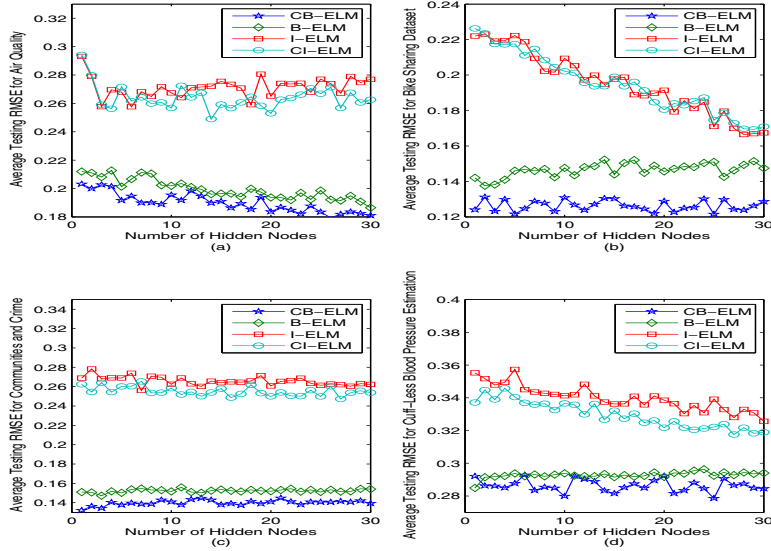 Average Testing RMSE for Air Quality
0.32
0.3
0.28
0.26
0.24
0.22
0.2
0.18
CB−ELM
B−ELM
I−ELM
CI−ELM
0
10
20
30
Number of Hidden Nodes
(a)
Average Testing RMSE for Bike Sharing Dataset
0.22
0.2
0.18
0.16
0.14
0.12
CB−ELM
B−ELM
I−ELM
CI−ELM
0
10
20
30
Number of Hidden Nodes
(b)
Average Testing RMSE for Communities and Crime
0.34
0.32
0.3
0.28
0.26
0.24
0.22
0.2
0.18
0.16
0.14
CB−ELM
B−ELM
I−ELM
CI−ELM
0
10
20
30
Number of Hidden Nodes
(c)
Average Testing RMSE for Cuff−Less Blood Pressure Estimation
0.4
0.38
0.36
0.34
0.32
0.3
0.28
CB−ELM
B−ELM
I−ELM
CI−ELM
0
10
20
30
Number of Hidden Nodes
(d)